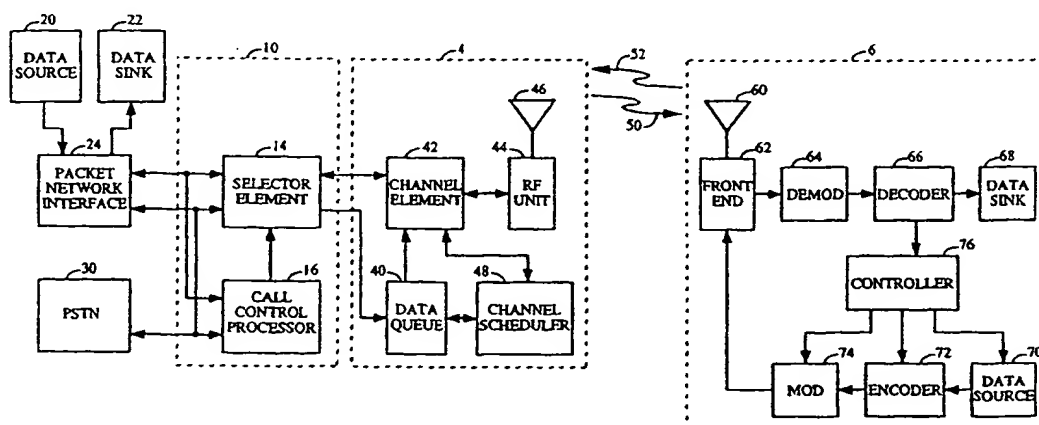 20
DATA
SOURCE
22
DATA
SINK
24
PACKET
NETWORK
INTERFACE
30
PSTN
10
14
SELECTOR
ELEMENT
16
CALL
CONTROL
PROCESSOR
4
46
42
CHANNEL
ELEMENT
44
RF
UNIT
40
DATA
QUEUE
48
CHANNEL
SCHEDULER
52
50
6
60
62
FRONT
END
64
DEMOD
66
DECODER
68
DATA
SINK
76
CONTROLLER
74
MOD
72
ENCODER
70
DATA
SOURCE